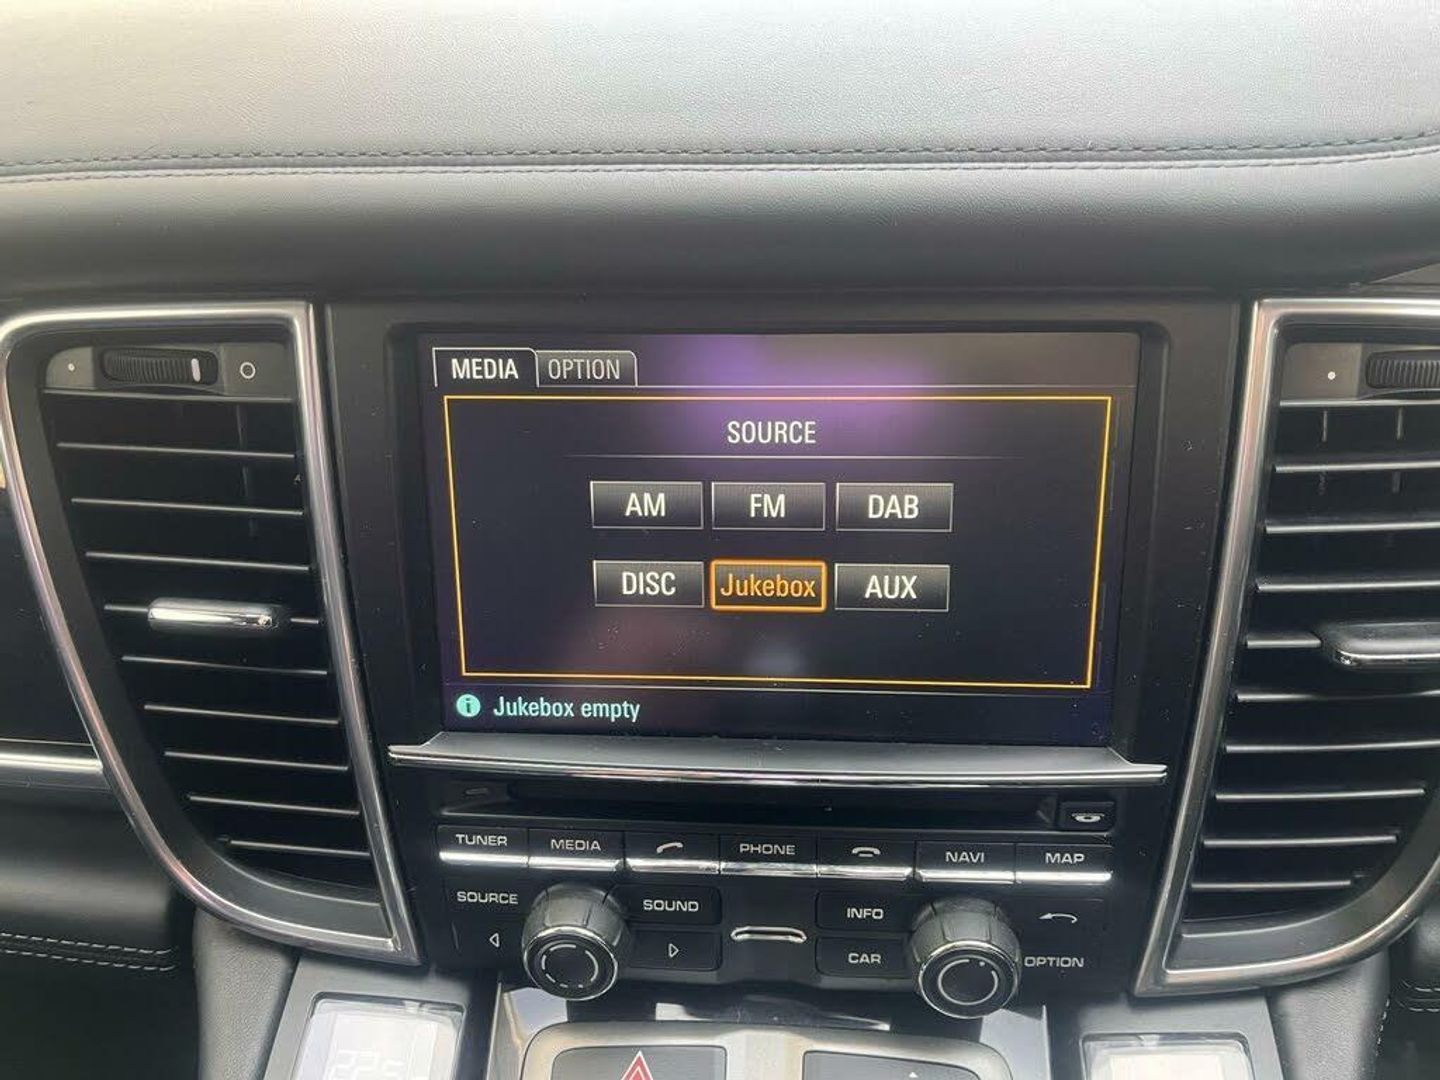 MEDIA OPTION
SOURCE
AM FM DAB
DISC Jukebox AUX
Jukebox empty
TUNER MEDIA PHONE NAVI MAP
SOURCE SOUND INFO
CAR OPTION